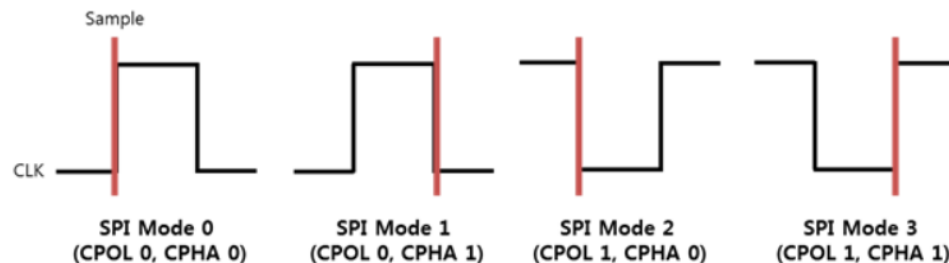 Sample
CLK
SPI Mode 0
(CPOL 0, CPHA 0)
SPI Mode 1
(CPOL 0, CPHA 1)
SPI Mode 2
(CPOL 1, CPHA 0)
SPI Mode 3
(CPOL 1, CPHA 1)